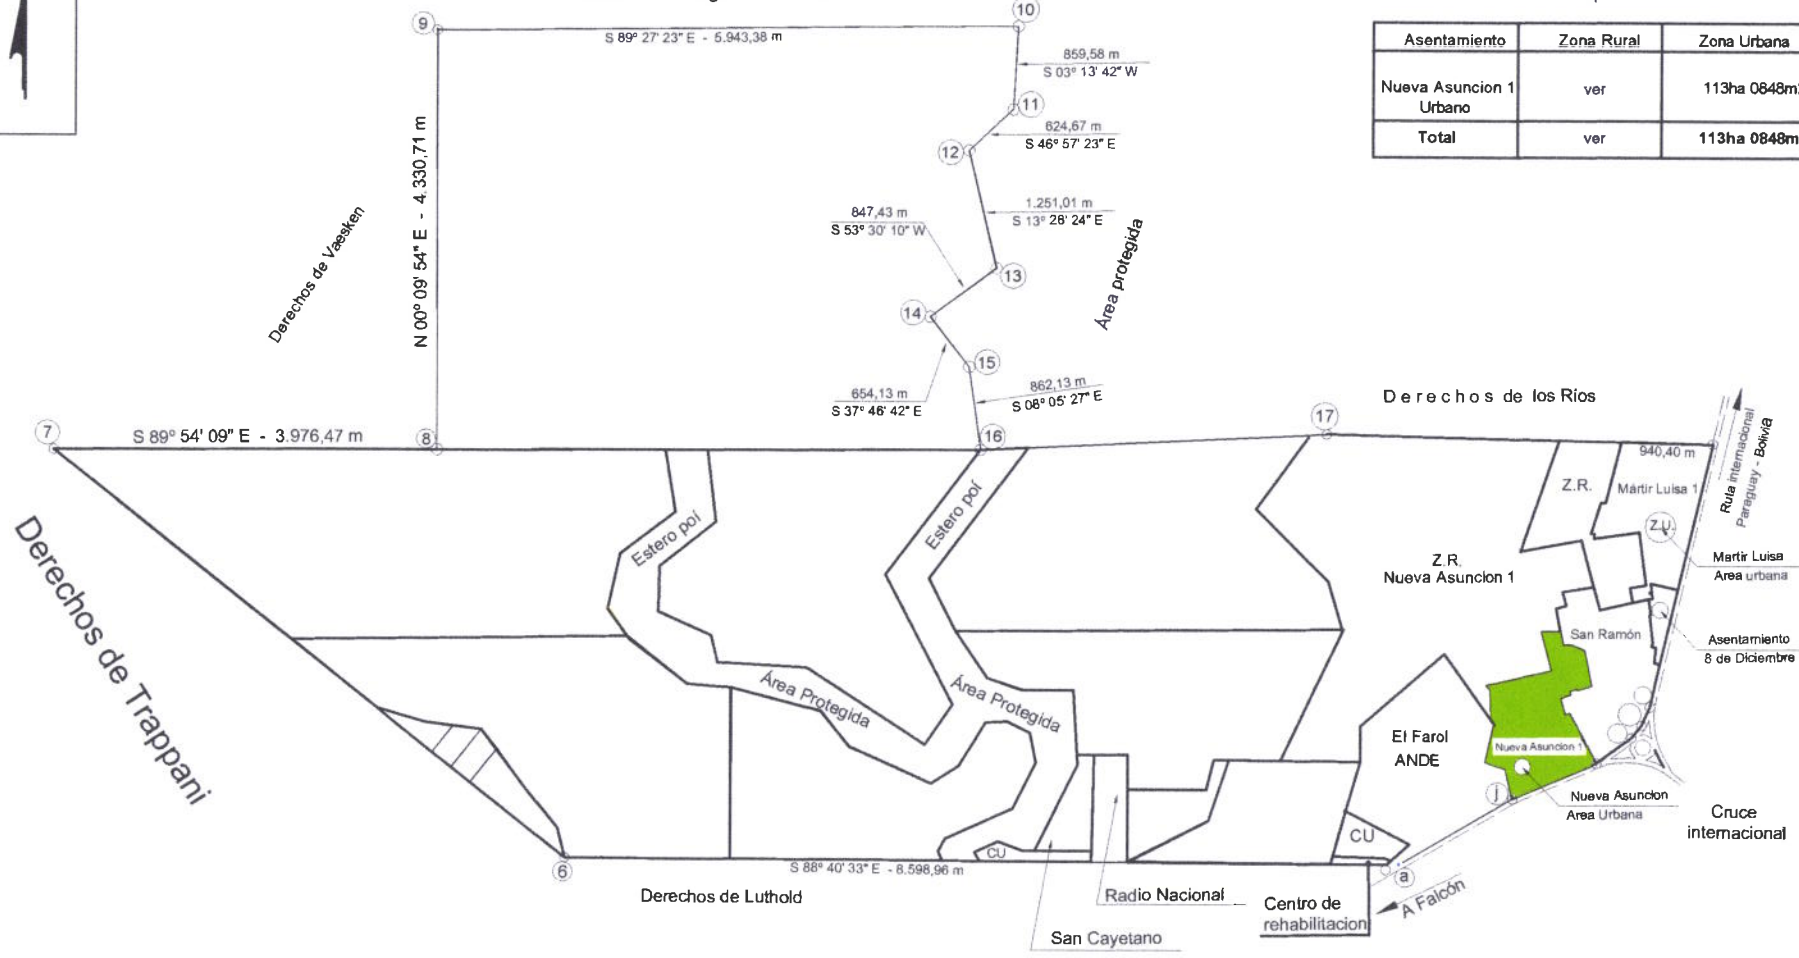 9
10
S 89° 27' 23" E - 5.943,38 m
859,58 m
S 03° 13' 42" W
11
624,67 m
S 46° 57' 23" E
12
N 00° 09' 54" E - 4.330,71 m
Derechos de Vaesken
1.251,01 m
S 13° 28' 24" E
847,43 m
S 53° 30' 10" W
13
14
Área protegida
15
654,13 m
S 37° 46' 42" E
862,13 m
S 08° 05' 27" E
Asentamiento Zona Rural Zona Urbana
Nueva Asuncion 1
Urbano
ver
113ha 0848m
Total ver 113ha 0848m
Derechos de los Rios
7
S 89° 54' 09" E - 3.976,47 m
8
16
17
940,40 m
Ruta internacional
Paraguay - Bolivia
Z.R.
Martir Luisa 1
Z.U.
Martir Luisa
Area urbana
Estero poí
Estero poí
Z.R.
Nueva Asuncion 1
San Ramón
Asentamiento
8 de Diciembre
Derechos de Trappani
Área Protegida
Área Protegida
El Farol
ANDE
Nueva Asuncion 1
j
Nueva Asuncion
Area Urbana
Cruce
internacional
CU
CU
6
S 88° 40' 33" E - 8.598,96 m
a
A Falcón
Derechos de Luthold
Radio Nacional
Centro de
rehabilitacion
San Cayetano